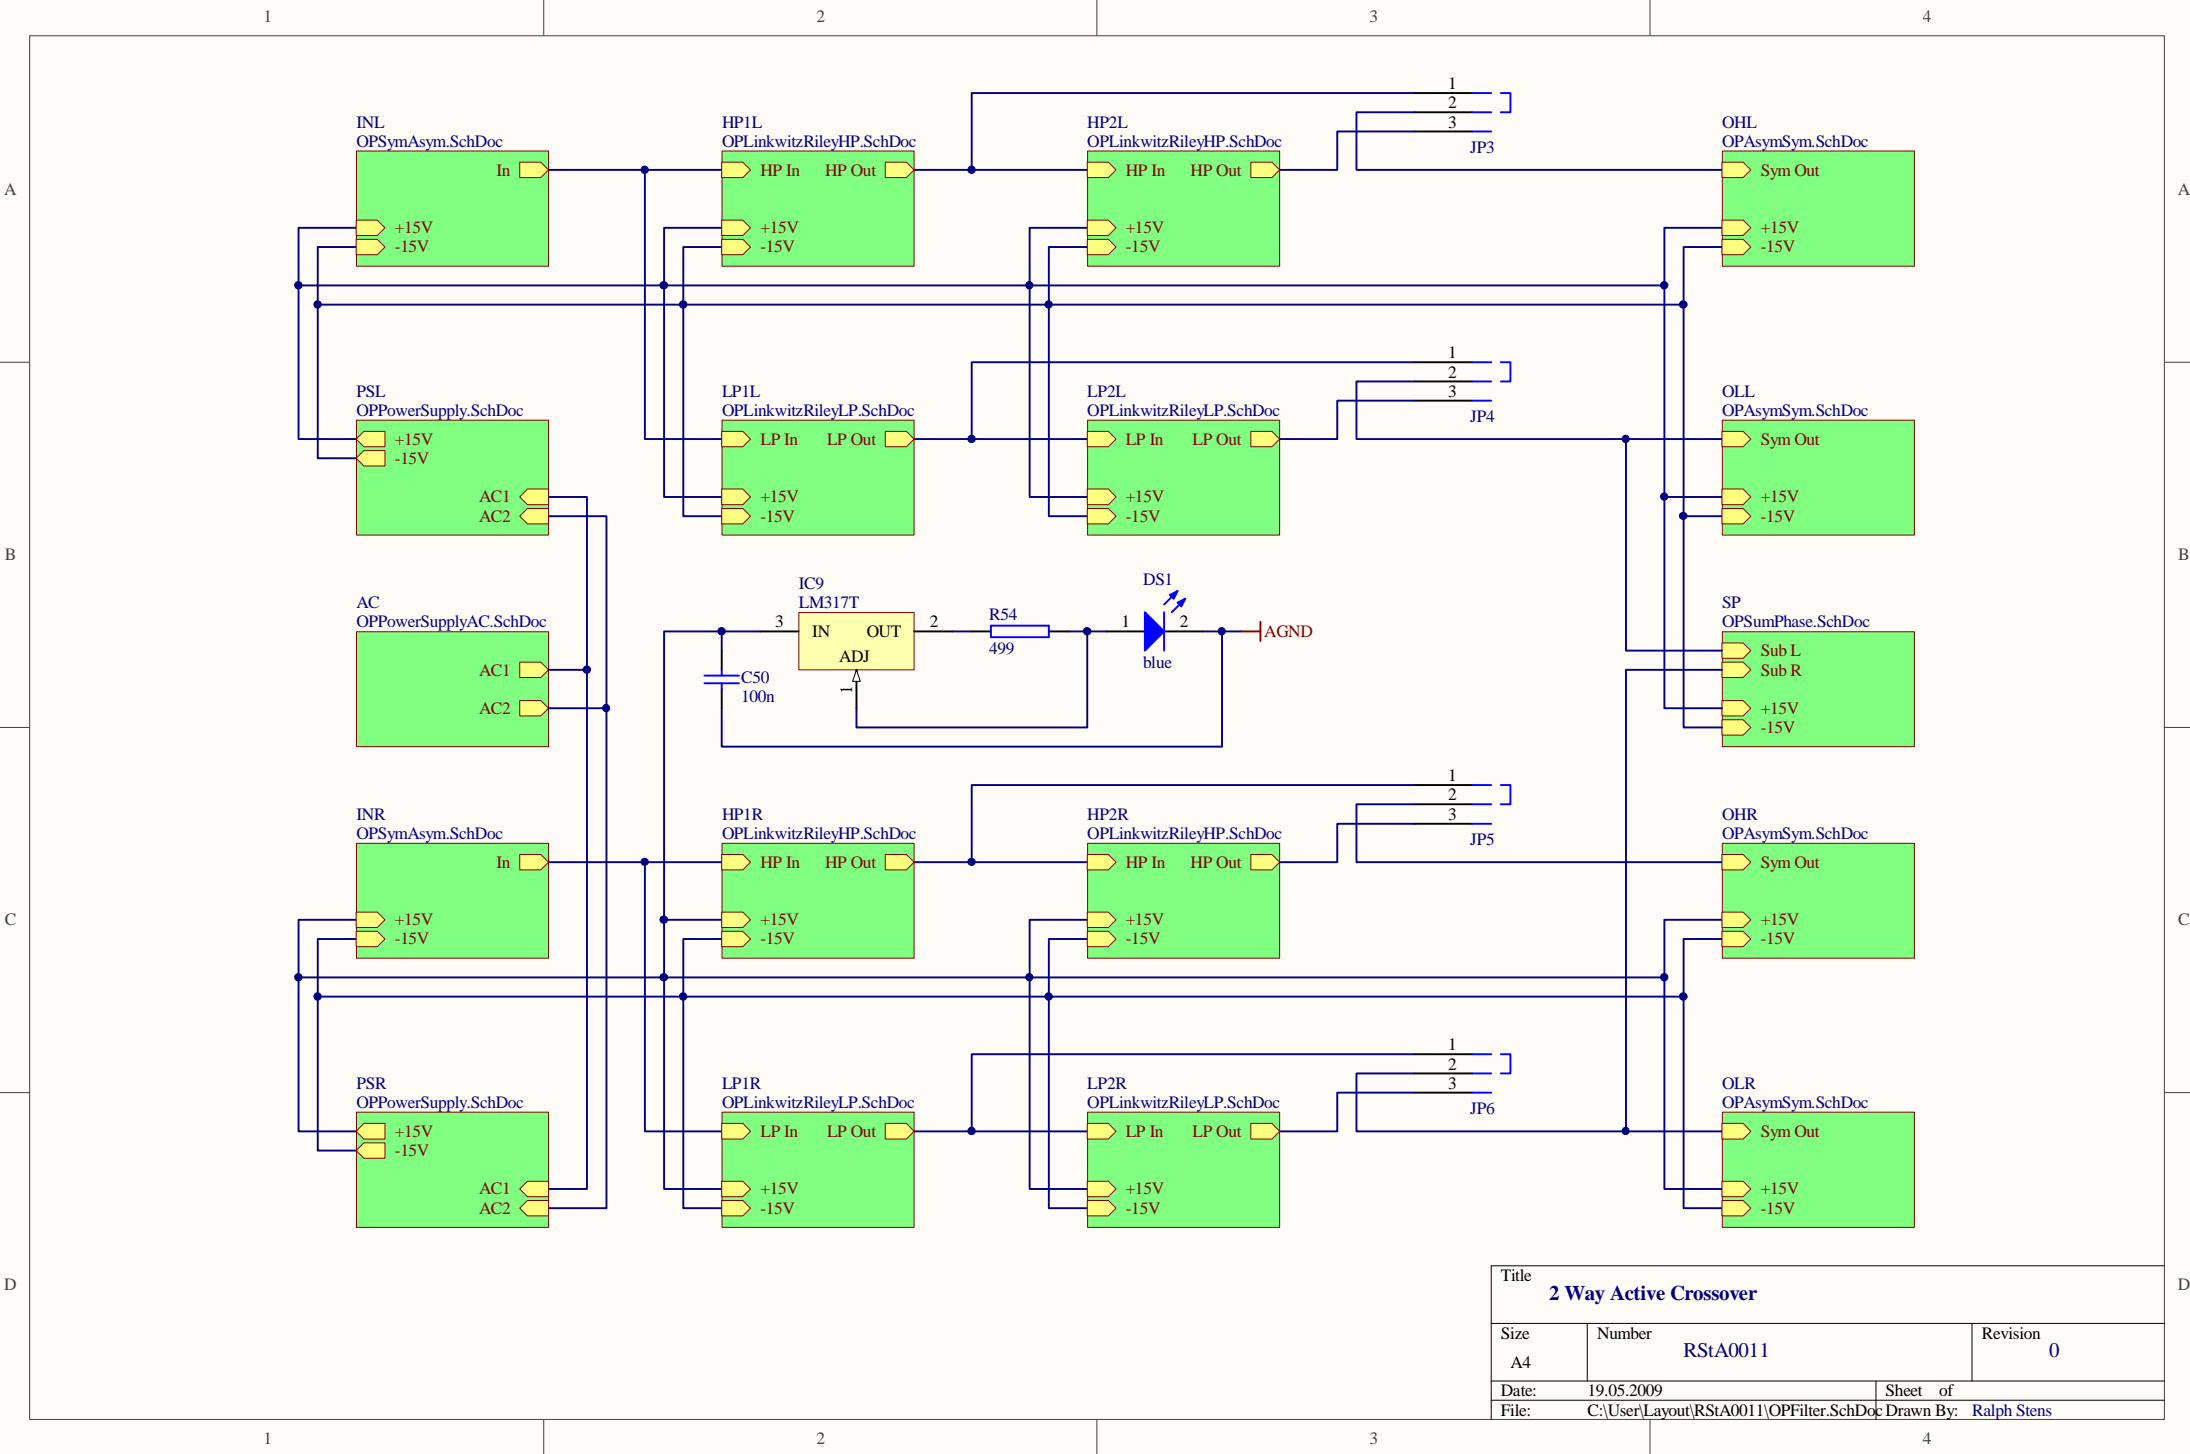 1 2 3 4
A A
B B
C C
D D
1 2 3 4
INL
OPSymAsym.SchDoc
In
+15V
-15V
HP1L
OPLinkwitzRileyHP.SchDoc
HP In HP Out
+15V
-15V
HP2L
OPLinkwitzRileyHP.SchDoc
HP In HP Out
+15V
-15V
1
2
3
JP3
OHL
OPAsymSym.SchDoc
Sym Out
+15V
-15V
PSL
OPPowerSupply.SchDoc
+15V
-15V
AC1
AC2
LP1L
OPLinkwitzRileyLP.SchDoc
LP In LP Out
+15V
-15V
LP2L
OPLinkwitzRileyLP.SchDoc
LP In LP Out
+15V
-15V
1
2
3
JP4
OLL
OPAsymSym.SchDoc
Sym Out
+15V
-15V
AC
OPPowerSupplyAC.SchDoc
AC1
AC2
IC9
LM317T
3 IN OUT 2
ADJ
1
C50
100n
R54
499
DS1
1 2
blue
AGND
SP
OPSumPhase.SchDoc
Sub L
Sub R
+15V
-15V
INR
OPSymAsym.SchDoc
In
+15V
-15V
HP1R
OPLinkwitzRileyHP.SchDoc
HP In HP Out
+15V
-15V
HP2R
OPLinkwitzRileyHP.SchDoc
HP In HP Out
+15V
-15V
1
2
3
JP5
OHR
OPAsymSym.SchDoc
Sym Out
+15V
-15V
PSR
OPPowerSupply.SchDoc
+15V
-15V
AC1
AC2
LP1R
OPLinkwitzRileyLP.SchDoc
LP In LP Out
+15V
-15V
LP2R
OPLinkwitzRileyLP.SchDoc
LP In LP Out
+15V
-15V
1
2
3
JP6
OLR
OPAsymSym.SchDoc
Sym Out
+15V
-15V
Title
2 Way Active Crossover
Size Number Revision
A4 RStA0011 0
Date: 19.05.2009 Sheet of
File: C:\User\Layout\RStA0011\OPFilter.SchDoc Drawn By: Ralph Stens